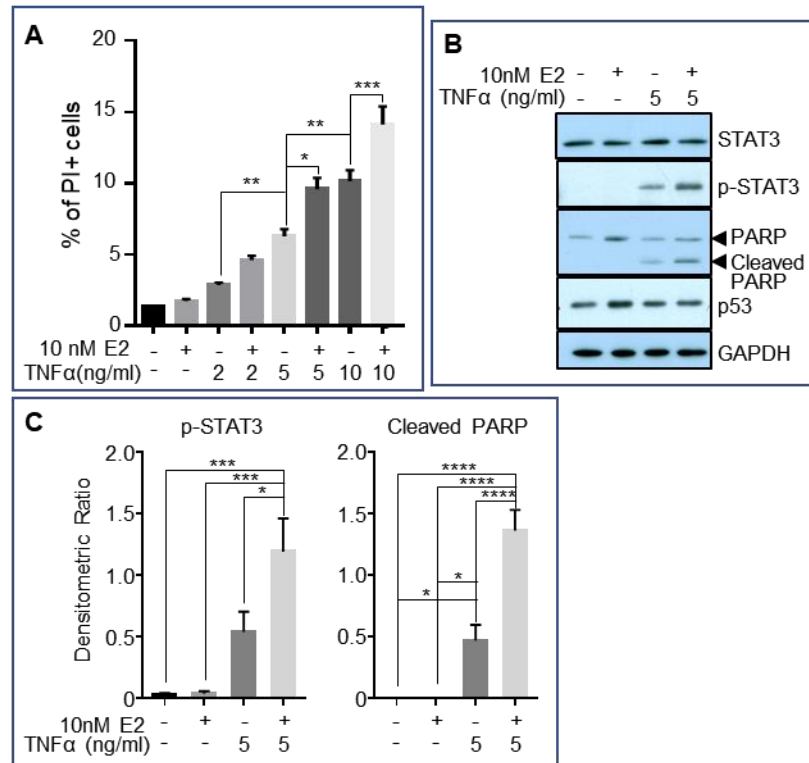 A
20
15
10
5
0
% of PI+ cells
***
**
*
**
10 nM E2 - + - + - + - +
TNFα(ng/ml) - - 2 2 5 5 10 10
B
10nM E2 - + - +
TNFα (ng/ml) - - 5 5
STAT3
p-STAT3
PARP
Cleaved
PARP
p53
GAPDH
C
p-STAT3
2.0
1.5
1.0
0.5
0
Densitometric Ratio
***
***
*
10nM E2 - + - +
TNFα (ng/ml) - - 5 5
Cleaved PARP
2.0
1.5
1.0
0.5
0
****
****
****
*
*
- + - +
- - 5 5